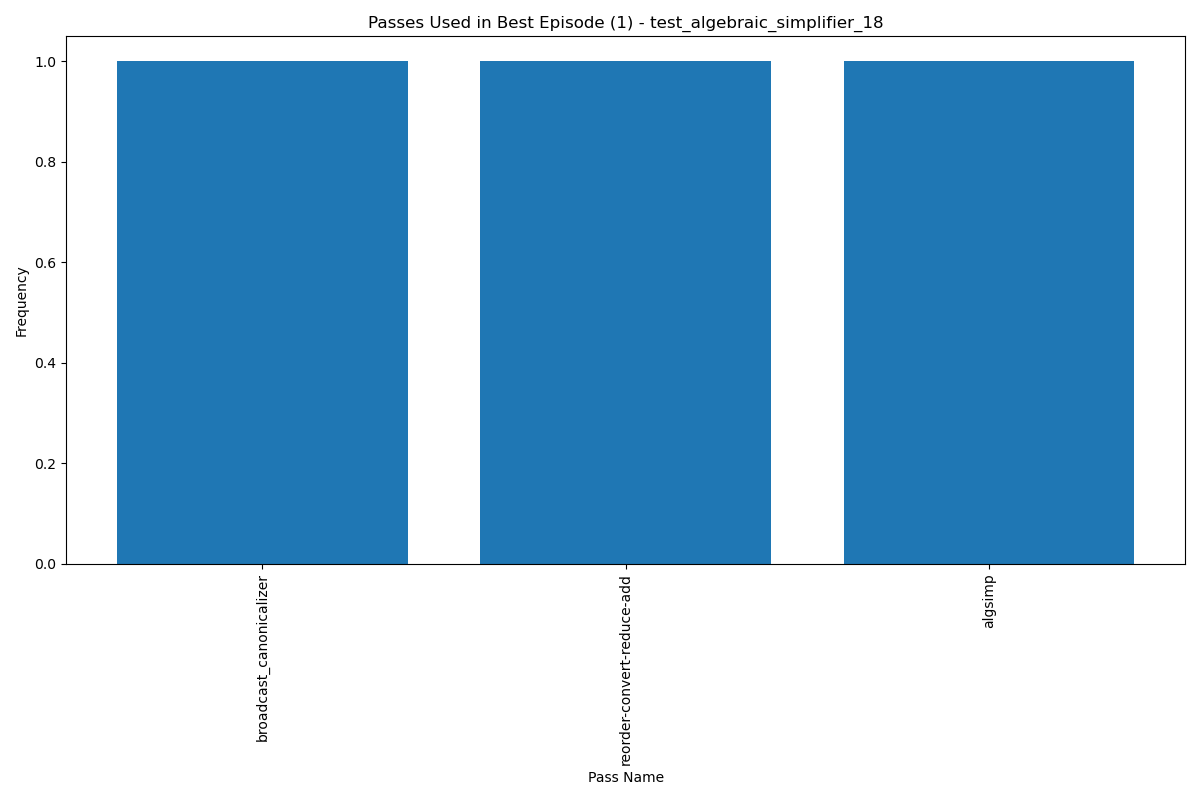 Passes Used in Best Episode (1) - test_algebraic_simplifier_18
Frequency
1.0
0.8
0.6
0.4
0.2
0.0
broadcast_canonicalizer
reorder-convert-reduce-add
algsimp
Pass Name